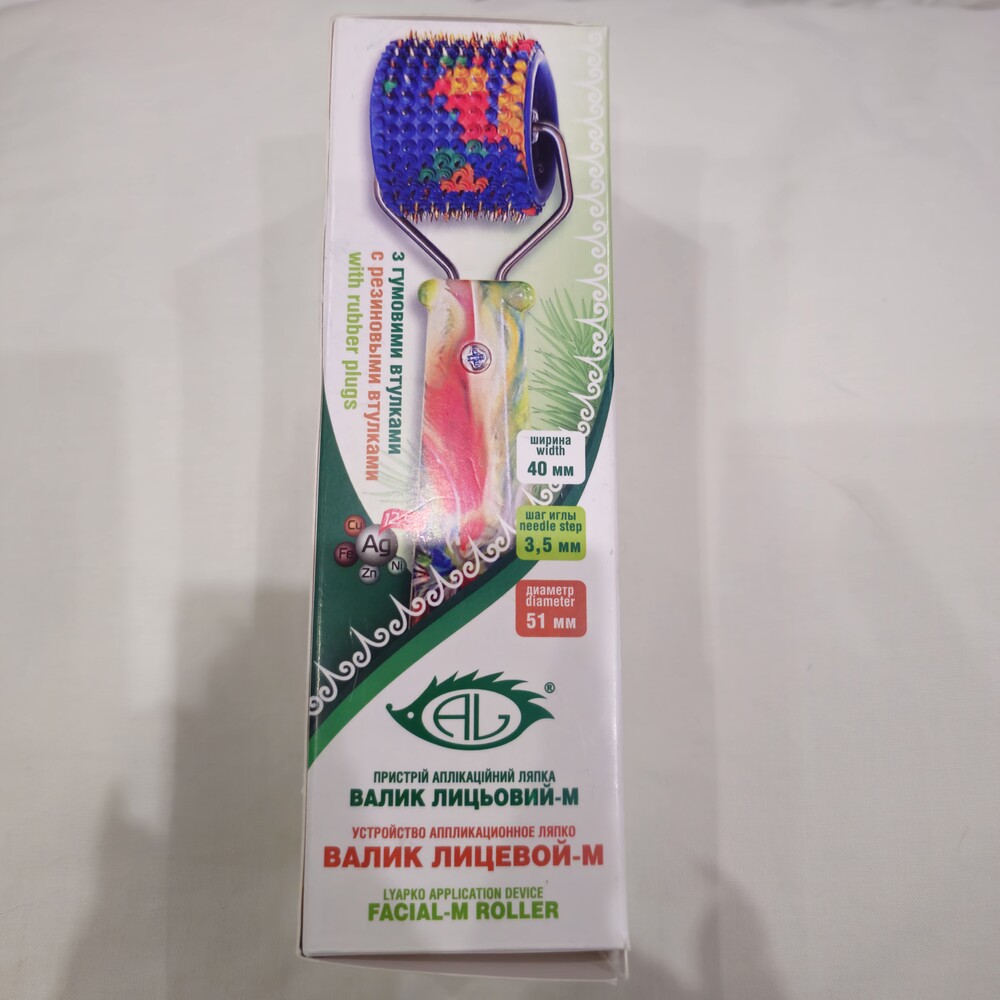 з гумовими втулками
с резиновыми втулками
with rubber plugs
ширина
width
40 мм
шаг иглы
needle step
3,5 мм
диаметр
diameter
51 мм
Cu
Ag
Fe
Zn
Ni
AL®
ПРИСТРІЙ АПЛІКАЦІЙНИЙ ЛЯПКА
ВАЛИК ЛИЦЬОВИЙ-М
УСТРОЙСТВО АППЛИКАЦИОННОЕ ЛЯПКО
ВАЛИК ЛИЦЕВОЙ-М
LYAPKO APPLICATION DEVICE
FACIAL-M ROLLER